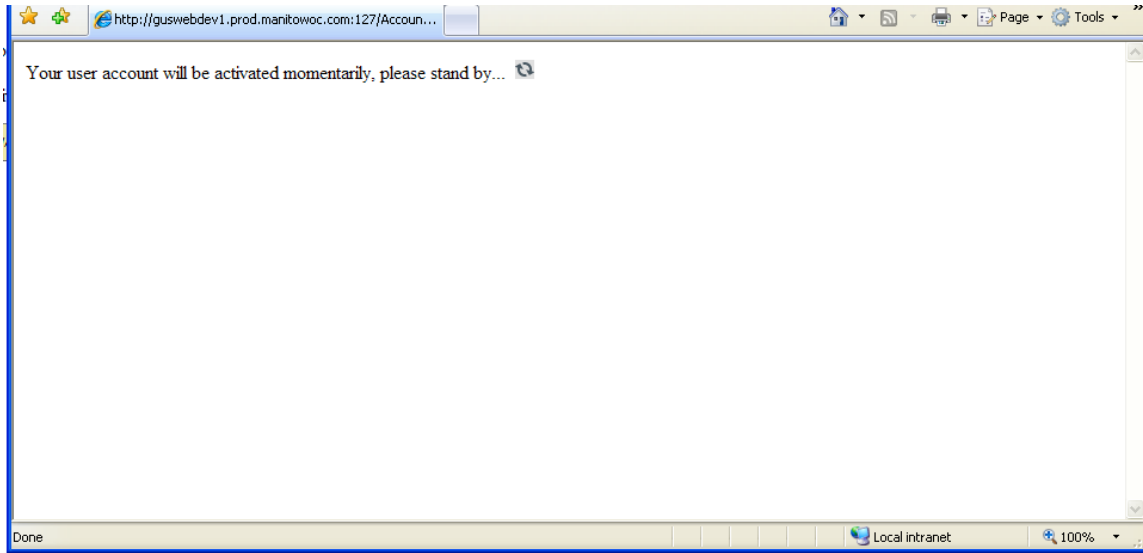 http://guswebdev1.prod.manitowoc.com:127/Accoun...
Page
Tools
Your user account will be activated momentarily, please stand by...
Done
Local intranet
100%